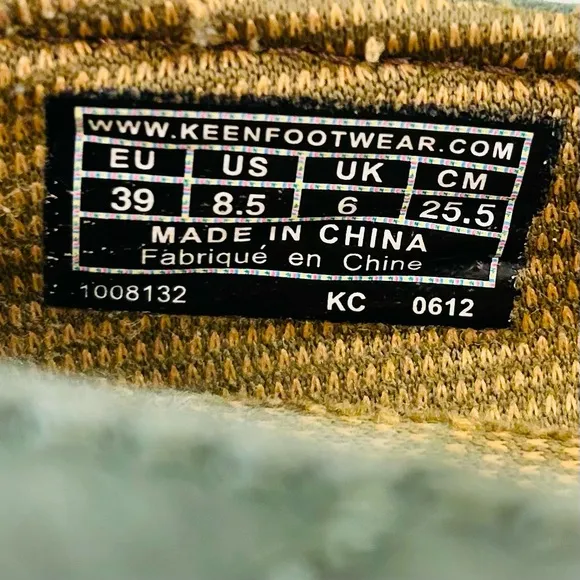 WWW.KEENFOOTWEAR.COM
EU US UK CM
39 8.5 6 25.5
MADE IN CHINA
Fabriqué en Chine
1008132 KC 0612